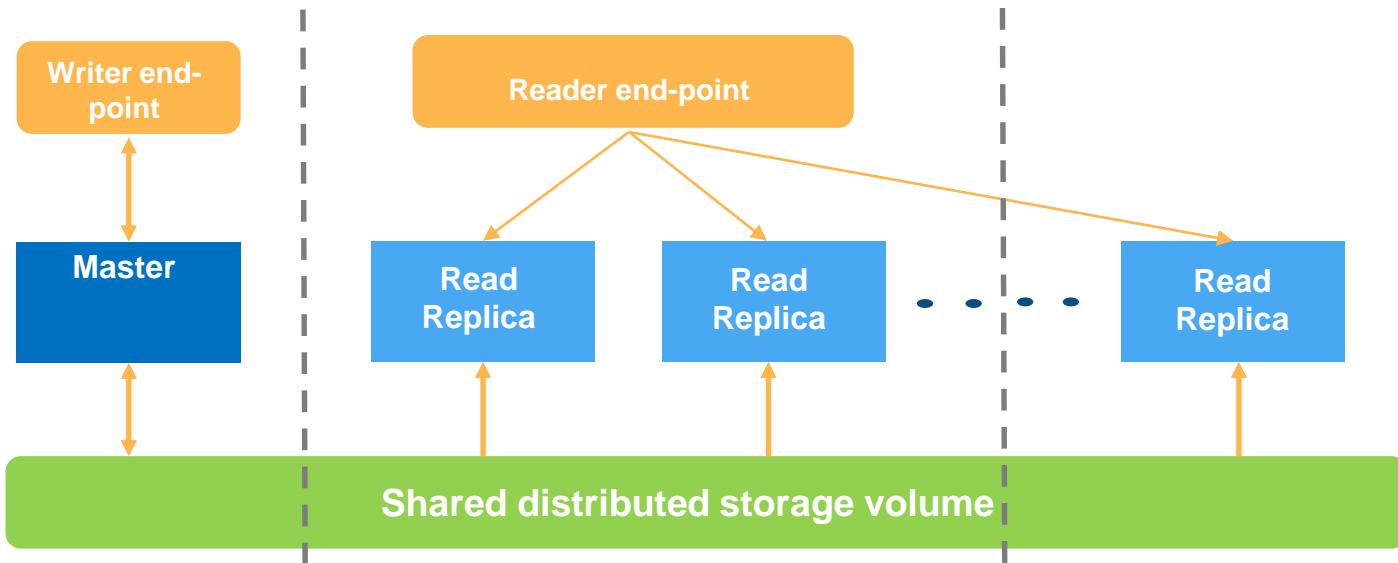 Writer end-
point
Reader end-point
Master
Read
Replica
Read
Replica
Read
Replica
Shared distributed storage volume